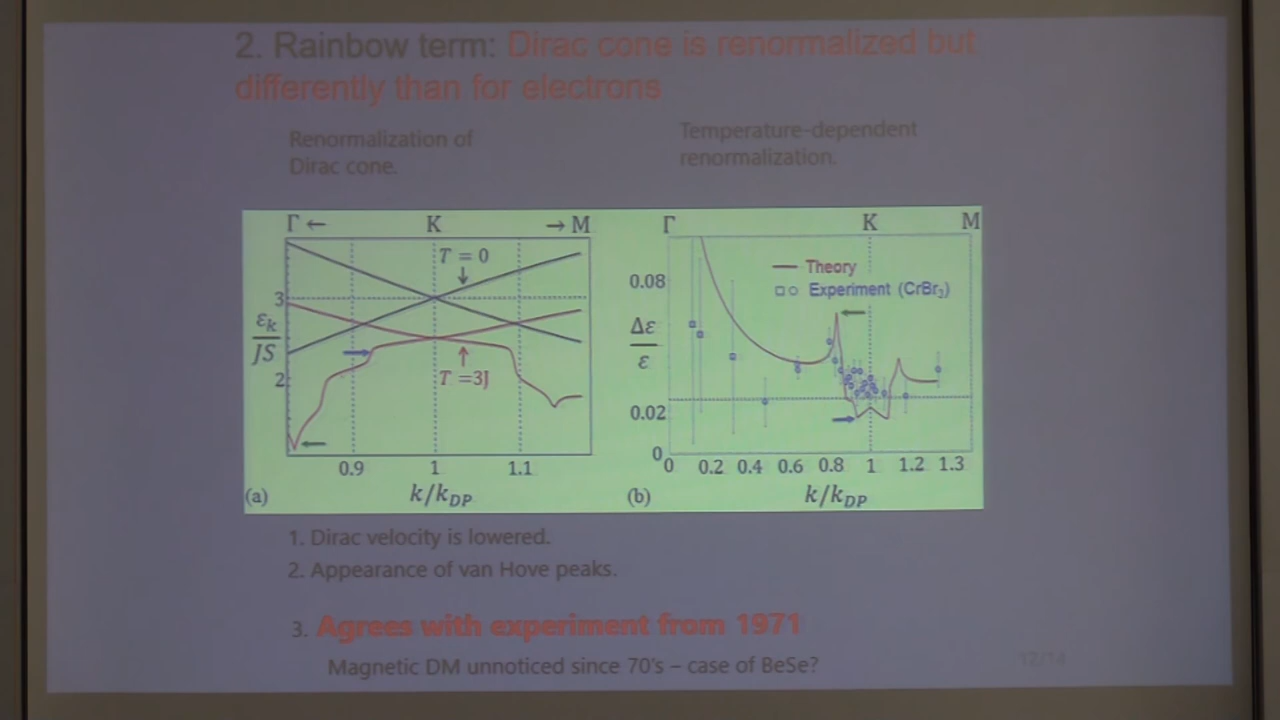 2. Rainbow term: Dirac cone is renormalized but
differently than for electrons
Renormalization of
Dirac cone.
Temperature-dependent
renormalization.
Γ ← K → M
T = 0
3
εk
JS
2
T =3J
0.9 1 1.1
(a) k/kDP
Γ K M
Theory
Experiment (CrBr3)
0.08
Δε
ε
0.02
0
0 0.2 0.4 0.6 0.8 1 1.2 1.3
(b) k/kDP
1. Dirac velocity is lowered.
2. Appearance of van Hove peaks.
3. Agrees with experiment from 1971
Magnetic DM unnoticed since 70's – case of BeSe?